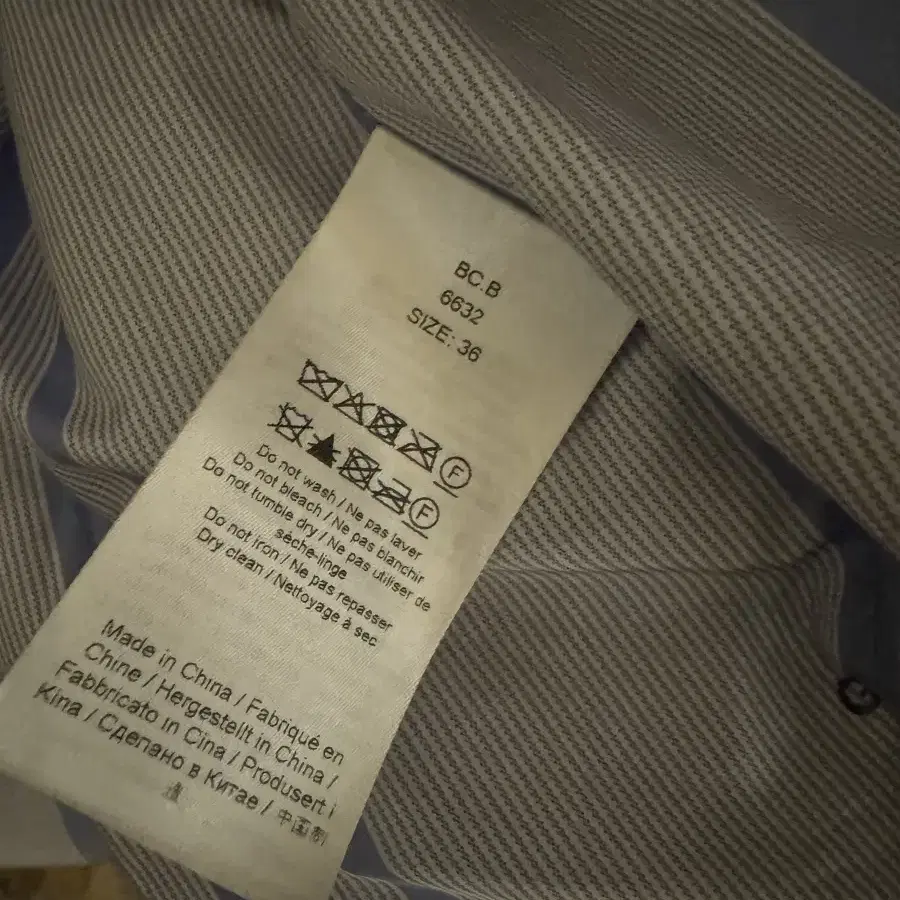 BC.B
6632
SIZE: 36
F
F
Do not wash / Ne pas laver
Do not bleach / Ne pas blanchir
Do not tumble dry / Ne pas utiliser de
sèche-linge
Do not iron / Ne pas repasser
Dry clean / Nettoyage à sec
Made in China / Fabriqué en
Chine / Hergestellt in China /
Fabbricato in Cina / Produsert i
Kina / Сделано в Китае / 中国制
造